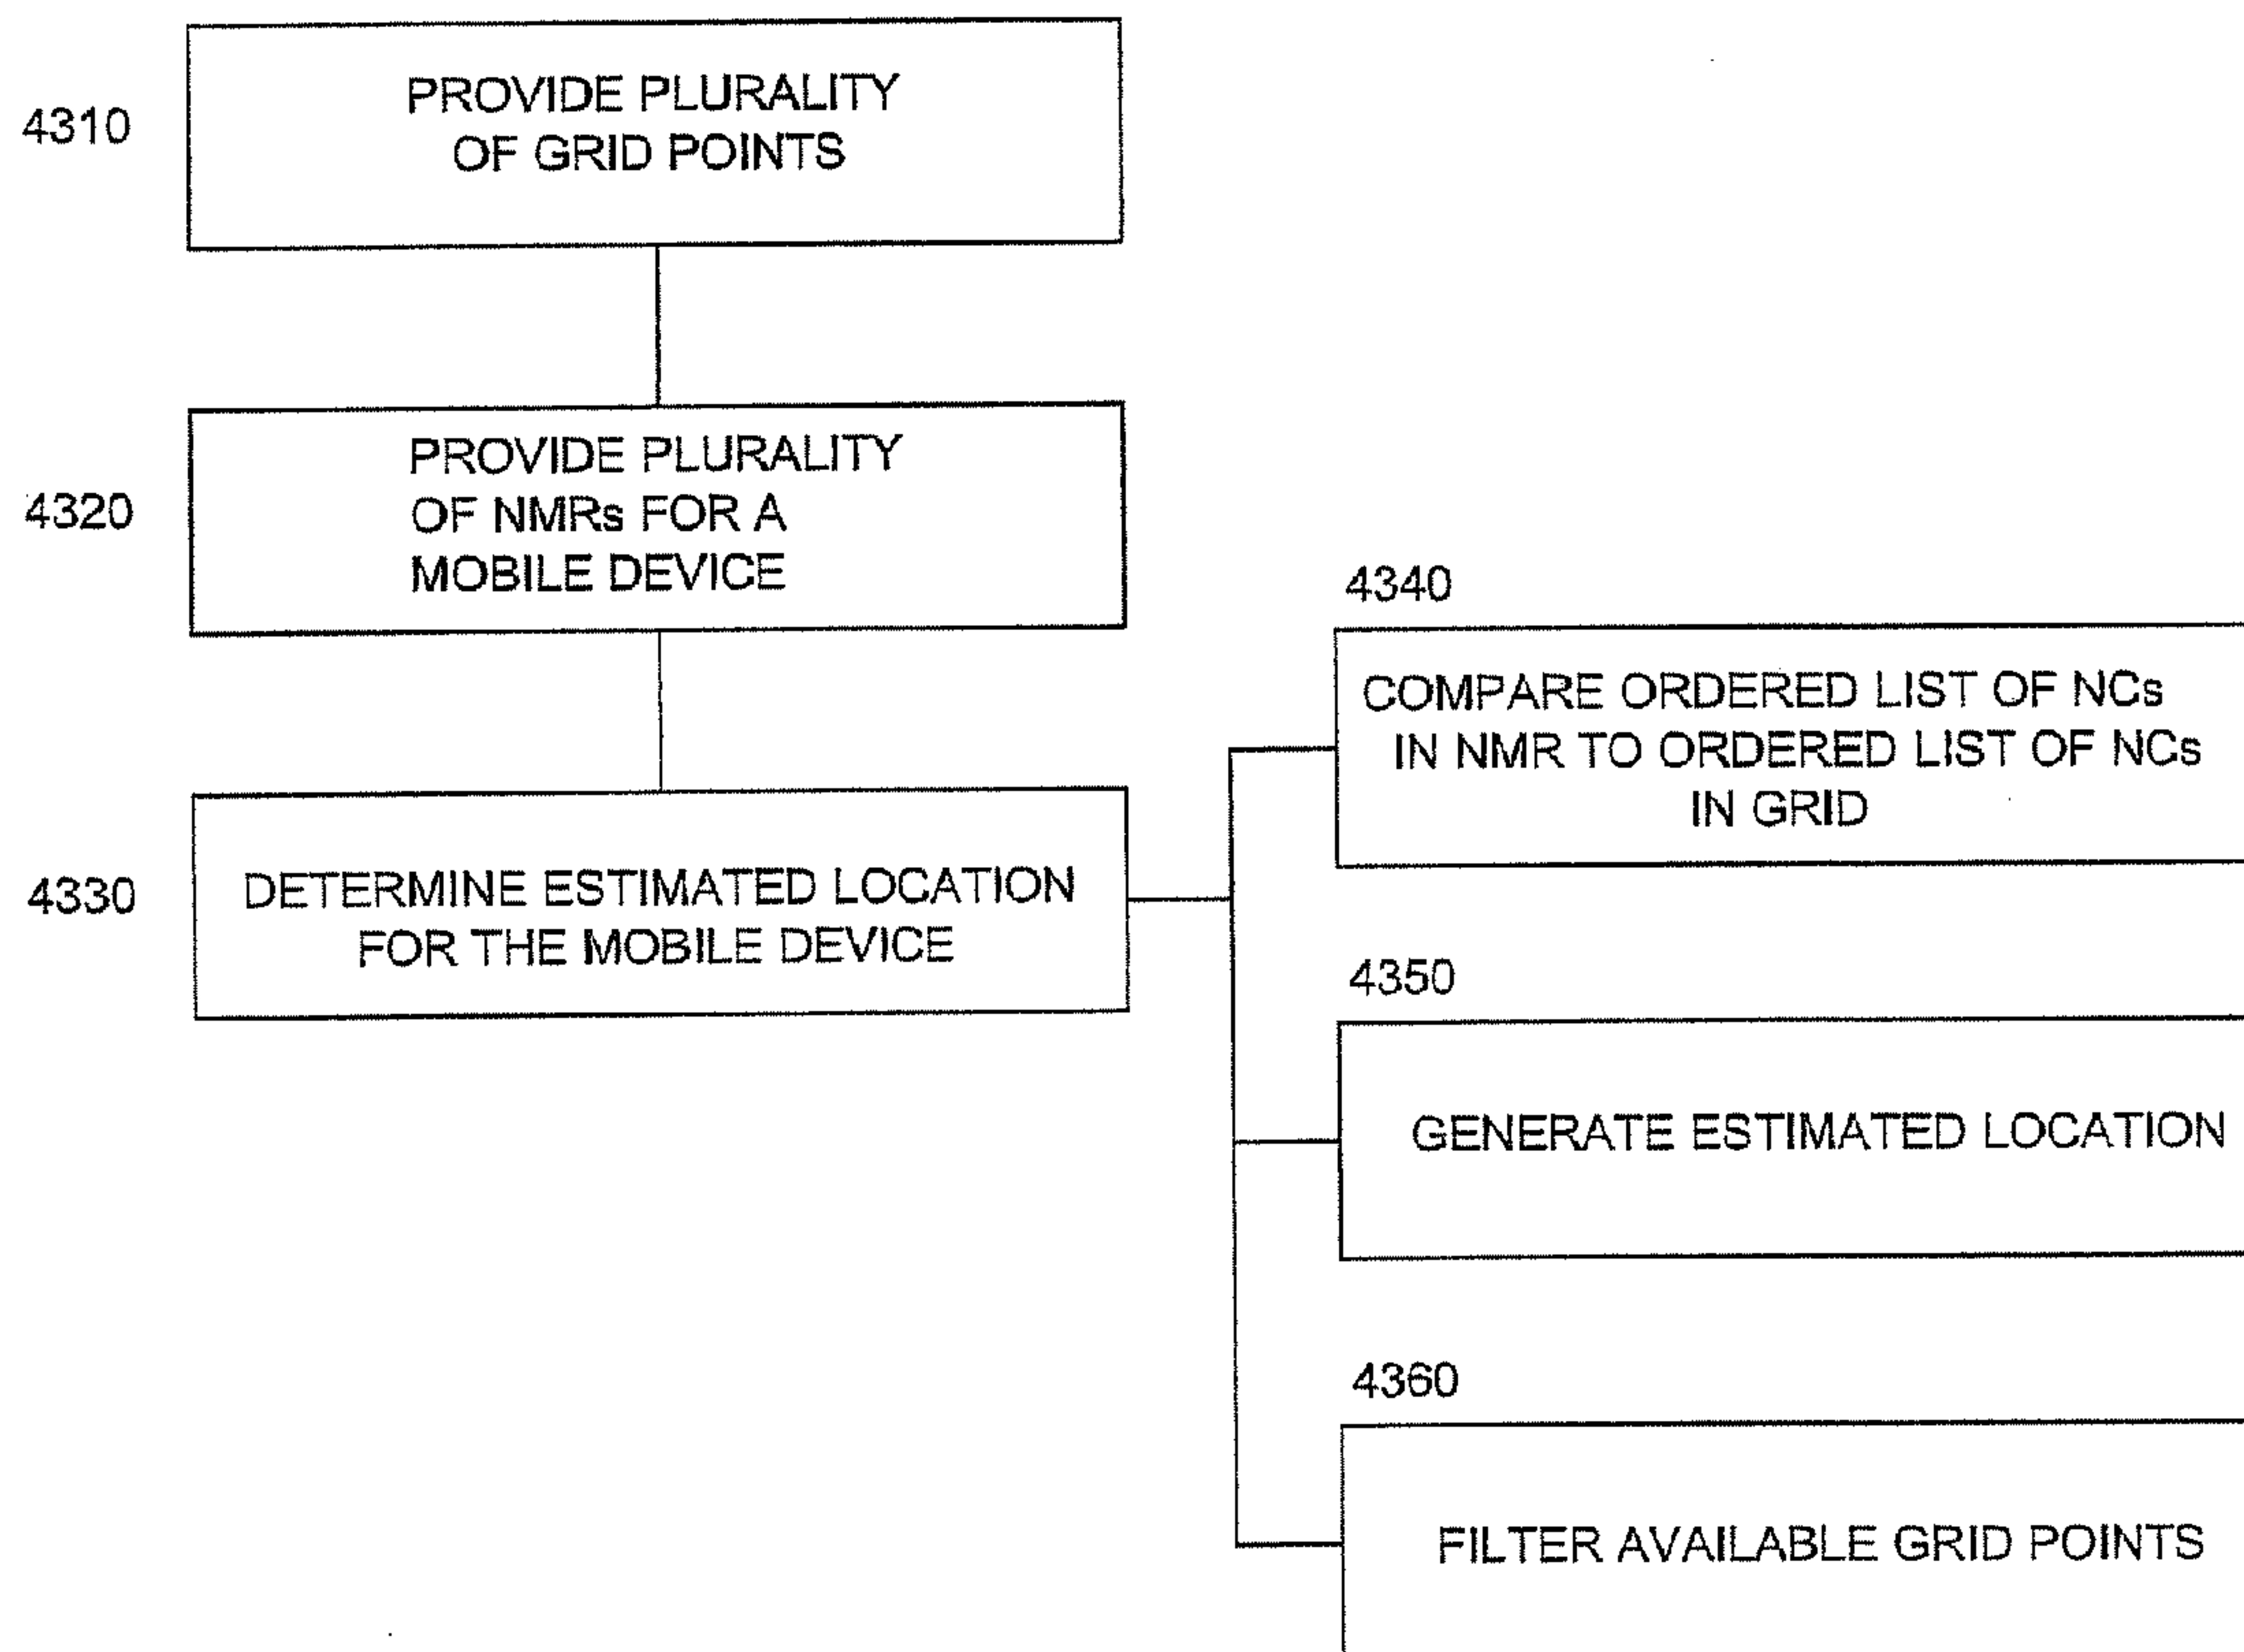 4310
PROVIDE PLURALITY
OF GRID POINTS
4320
PROVIDE PLURALITY
OF NMRs FOR A
MOBILE DEVICE
4330
DETERMINE ESTIMATED LOCATION
FOR THE MOBILE DEVICE
4340
COMPARE ORDERED LIST OF NCs
IN NMR TO ORDERED LIST OF NCs
IN GRID
4350
GENERATE ESTIMATED LOCATION
4360
FILTER AVAILABLE GRID POINTS